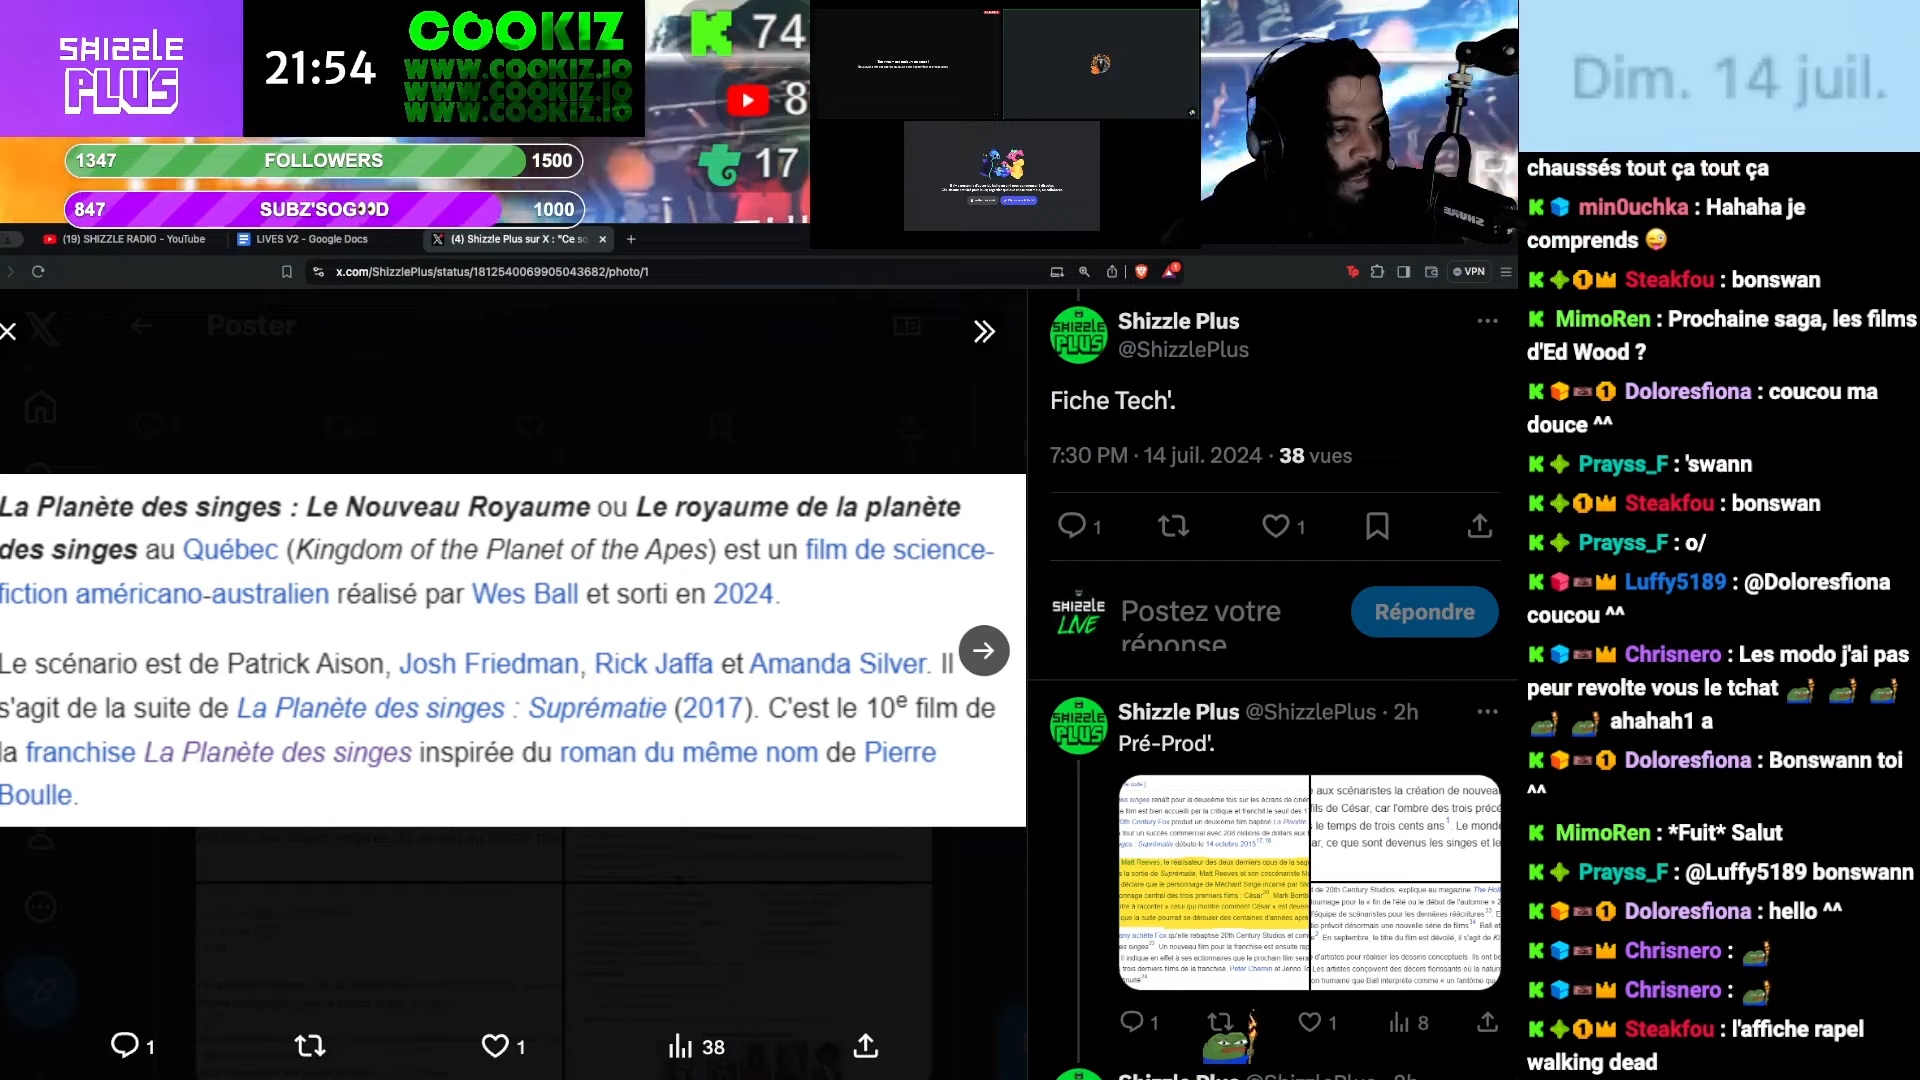 SHIZZLE
PLUS
21:54
COOKIZ
WWW.COOKIZ.IO
WWW.COOKIZ.IO
WWW.COOKIZ.IO
74
8
17
1347 FOLLOWERS 1500
847 SUBZ'SOG👀D 1000
SHURE
Dim. 14 juil.
(19) SHIZZLE RADIO - YouTube
LIVES V2 - Google Docs
(4) Shizzle Plus sur X : "Ce so
x.com/ShizzlePlus/status/1812540069905043682/photo/1
VPN
Poster
La Planète des singes : Le Nouveau Royaume ou Le royaume de la planète
des singes au Québec (Kingdom of the Planet of the Apes) est un film de science-
fiction américano-australien réalisé par Wes Ball et sorti en 2024.
Le scénario est de Patrick Aison, Josh Friedman, Rick Jaffa et Amanda Silver. Il
s'agit de la suite de La Planète des singes : Suprématie (2017). C'est le 10e film de
la franchise La Planète des singes inspirée du roman du même nom de Pierre
Boulle.
1
1
38
SHIZZLE
PLUS
Shizzle Plus
@ShizzlePlus
Fiche Tech'.
7:30 PM · 14 juil. 2024 · 38 vues
1
1
SHIZZLE
LIVE
Postez votre
réponse
Répondre
SHIZZLE
PLUS
Shizzle Plus @ShizzlePlus · 2h
Pré-Prod'.
1
1
8
chaussés tout ça tout ça
min0uchka : Hahaha je
comprends 😜
Steakfou : bonswan
MimoRen : Prochaine saga, les films
d'Ed Wood ?
Doloresfiona : coucou ma
douce ^^
Prayss_F : 'swann
Steakfou : bonswan
Prayss_F : o/
Luffy5189 : @Doloresfiona
coucou ^^
Chrisnero : Les modo j'ai pas
peur revolte vous le tchat
ahahah1 a
Doloresfiona : Bonswann toi
^^
MimoRen : *Fuit* Salut
Prayss_F : @Luffy5189 bonswann
Doloresfiona : hello ^^
Chrisnero :
Chrisnero :
Steakfou : l'affiche rapel
walking dead